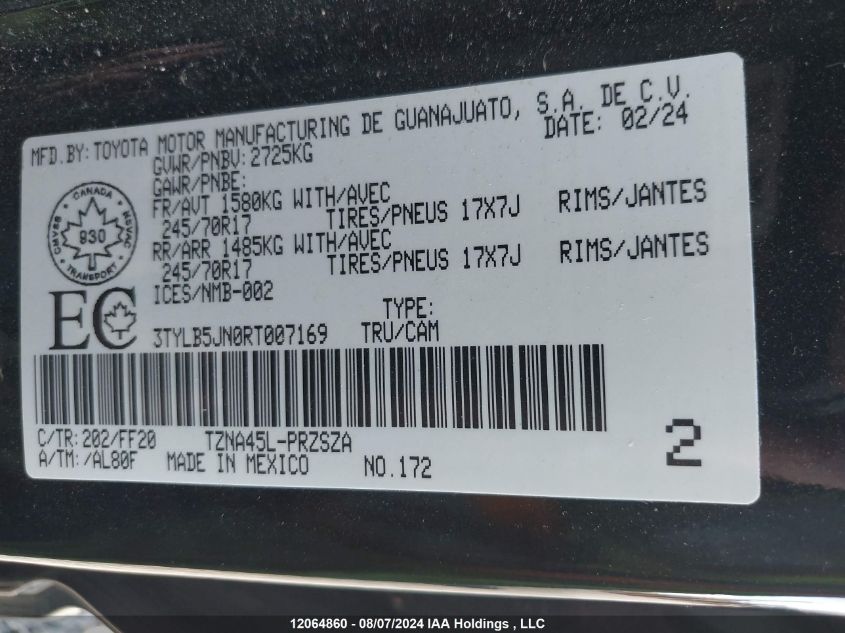 MFD.BY: TOYOTA MOTOR MANUFACTURING DE GUANAJUATO, S.A. DE C.V.
GVWR/PNBV: 2725KG DATE: 02/24
GAWR/PNBE:
FR/AVT 1580KG WITH/AVEC
245/70R17 TIRES/PNEUS 17X7J RIMS/JANTES
RR/ARR 1485KG WITH/AVEC
245/70R17 TIRES/PNEUS 17X7J RIMS/JANTES
ICES/NMB-002
CANADA
CMVSS 930 NSVAC
TRANSPORT
EC
TYPE:
3TYLB5JN0RT007169 TRU/CAM
C/TR: 202/FF20 TZNA45L-PRZSZA
A/TM: /AL80F MADE IN MEXICO NO.172
2
12064860 - 08/07/2024 IAA Holdings , LLC